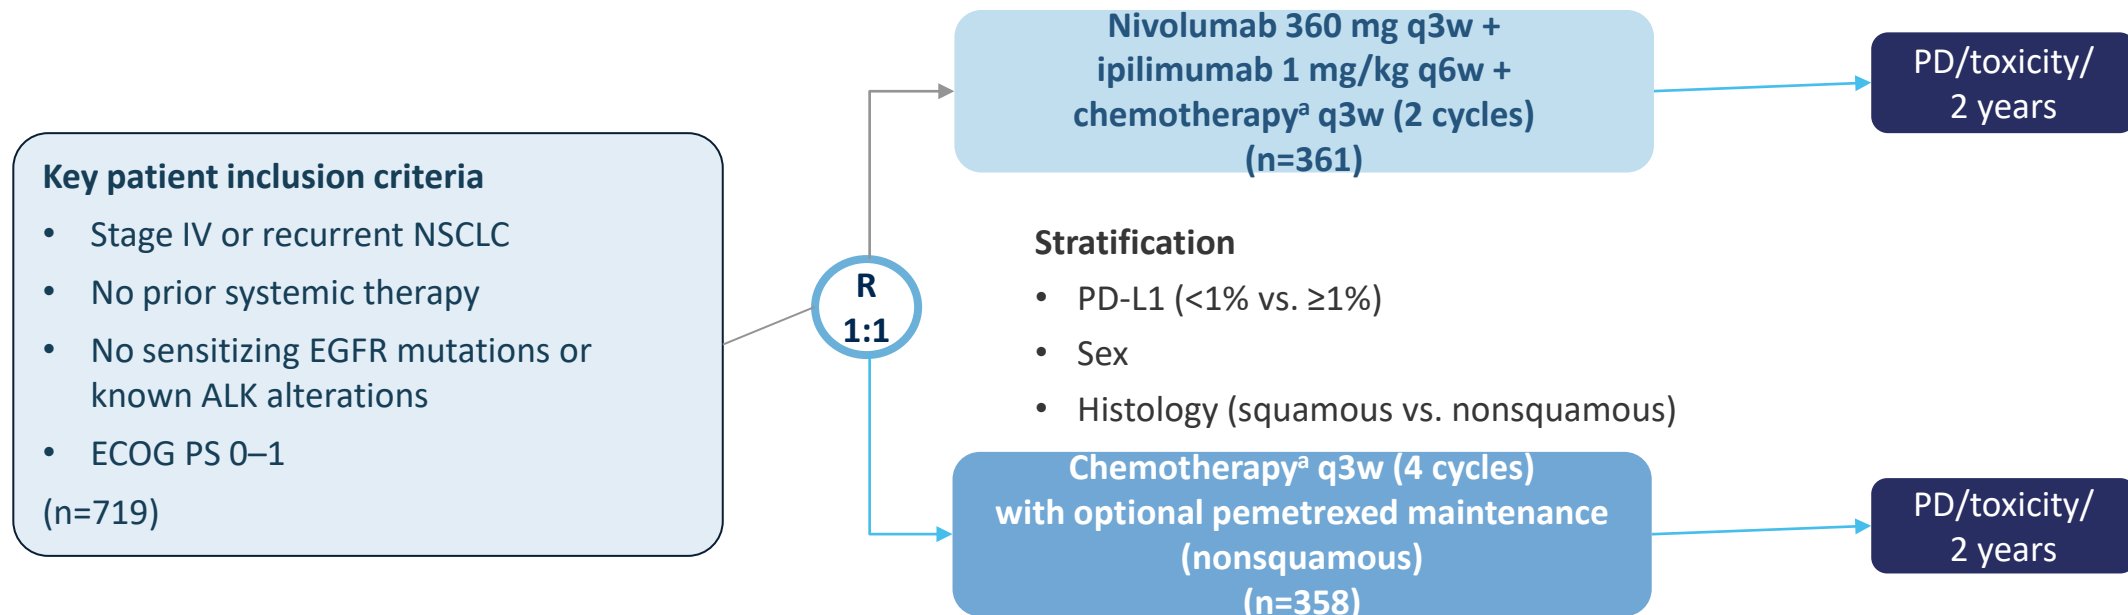 Key patient inclusion criteria
• Stage IV or recurrent NSCLC
• No prior systemic therapy
• No sensitizing EGFR mutations or
known ALK alterations
• ECOG PS 0–1
(n=719)
R
1:1
Nivolumab 360 mg q3w +
ipilimumab 1 mg/kg q6w +
chemotherapyᵃ q3w (2 cycles)
(n=361)
PD/toxicity/
2 years
Stratification
• PD-L1 (<1% vs. ≥1%)
• Sex
• Histology (squamous vs. nonsquamous)
Chemotherapyᵃ q3w (4 cycles)
with optional pemetrexed maintenance
(nonsquamous)
(n=358)
PD/toxicity/
2 years